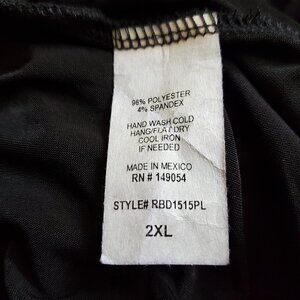 96% POLYESTER
4% SPANDEX
HAND WASH COLD
HANG/FLAT DRY
COOL IRON
IF NEEDED
MADE IN MEXICO
RN # 149054
STYLE# RBD1515PL
2XL